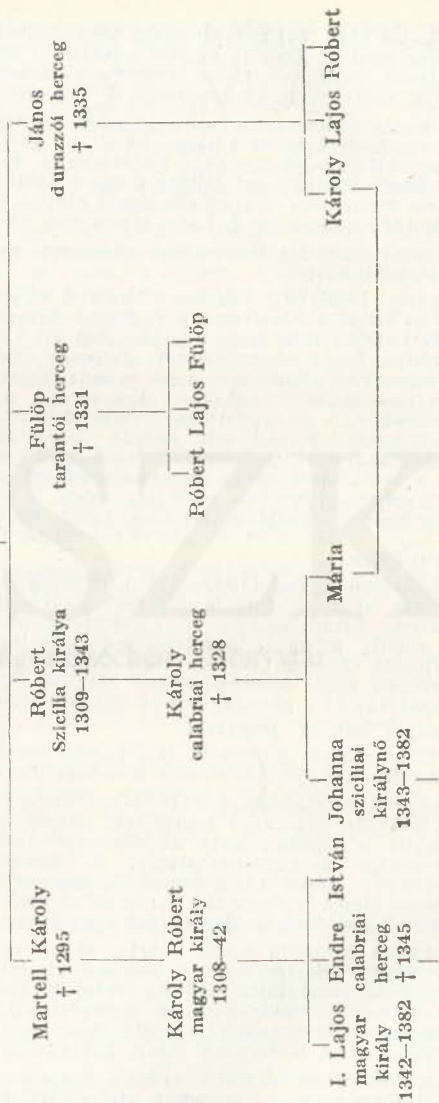 Martell Károly
† 1295
Róbert
Szicilia királya
1309—1343
Fülöp
tarantói herceg
† 1331
János
durazzói herceg
† 1335
Károly Róbert
magyar király
1308—42
Károly
calabriai herceg
† 1328
Róbert Lajos Fülöp
Károly Lajos Róbert
I. Lajos
magyar
király
1342—1382
Endre
calabriai
herceg
† 1345
István
Johanna
sziciliai
királynő
1343—1382
Mária